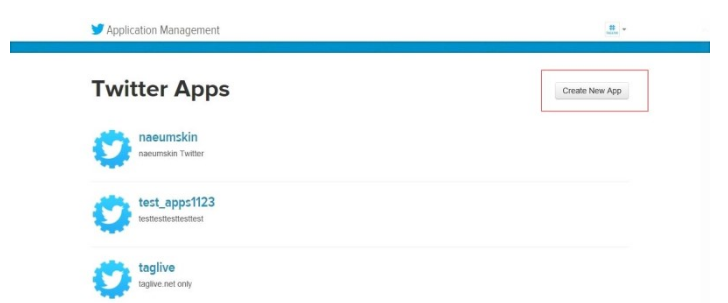 Application Management
Twitter Apps
Create New App
naeumskin
naeumskin Twitter
test_apps1123
testtesttesttesttest
taglive
taglive.net only